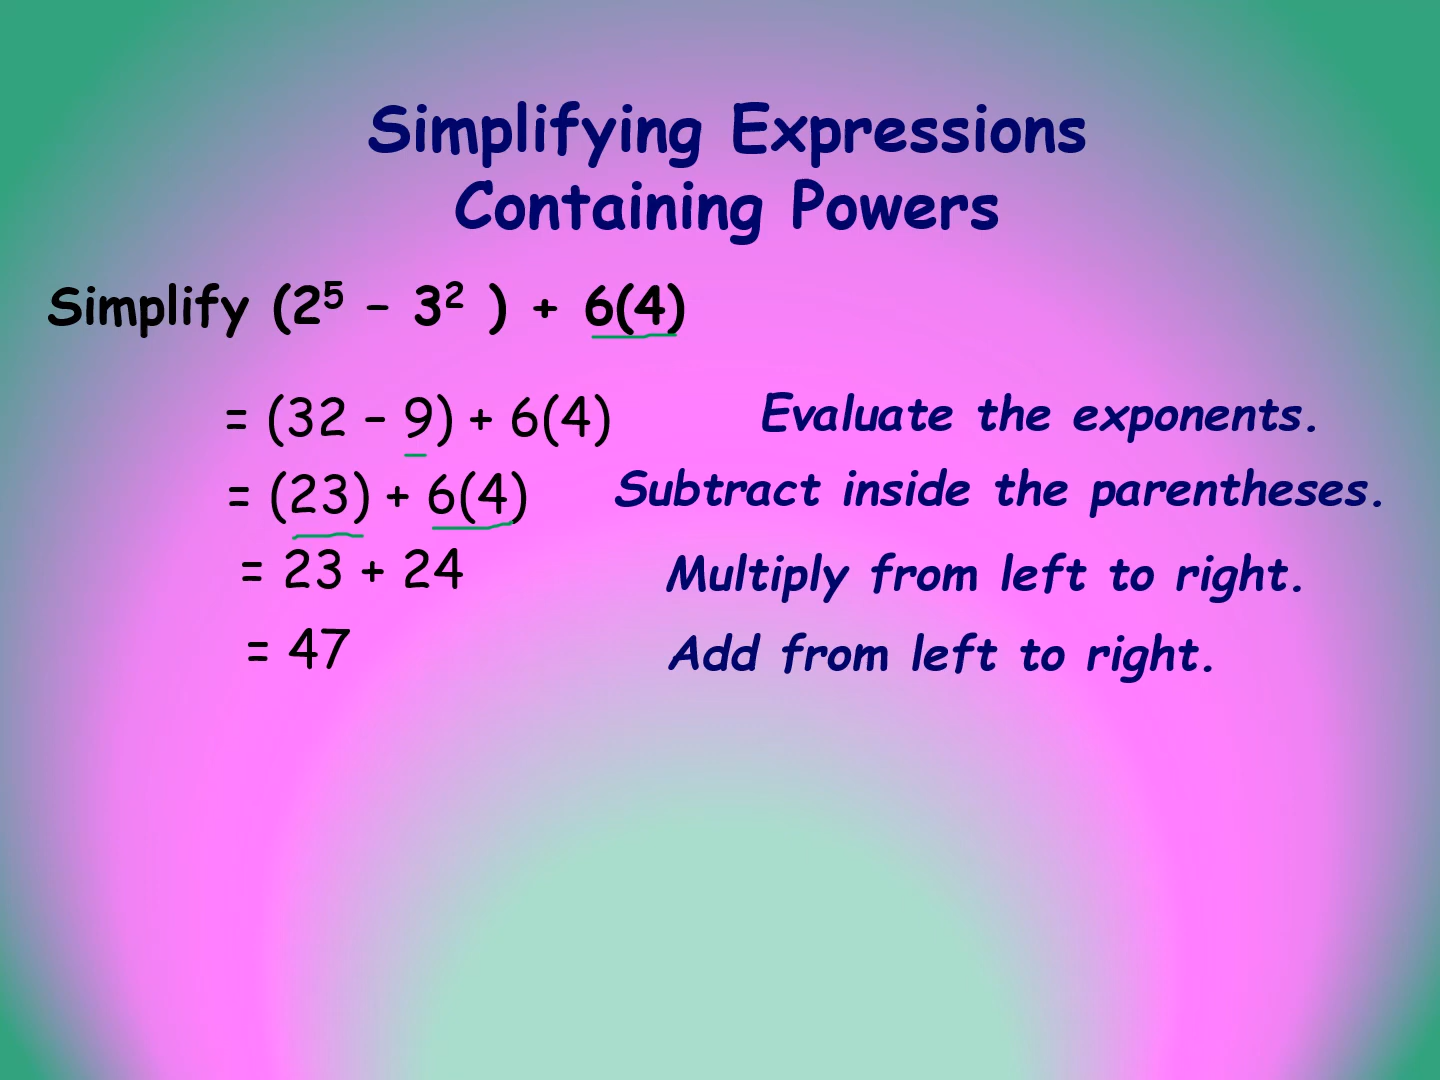 Simplifying Expressions
Containing Powers
Simplify (2⁵ – 3² ) + 6(4)
= (32 – 9) + 6(4) Evaluate the exponents.
= (23) + 6(4) Subtract inside the parentheses.
= 23 + 24 Multiply from left to right.
= 47 Add from left to right.